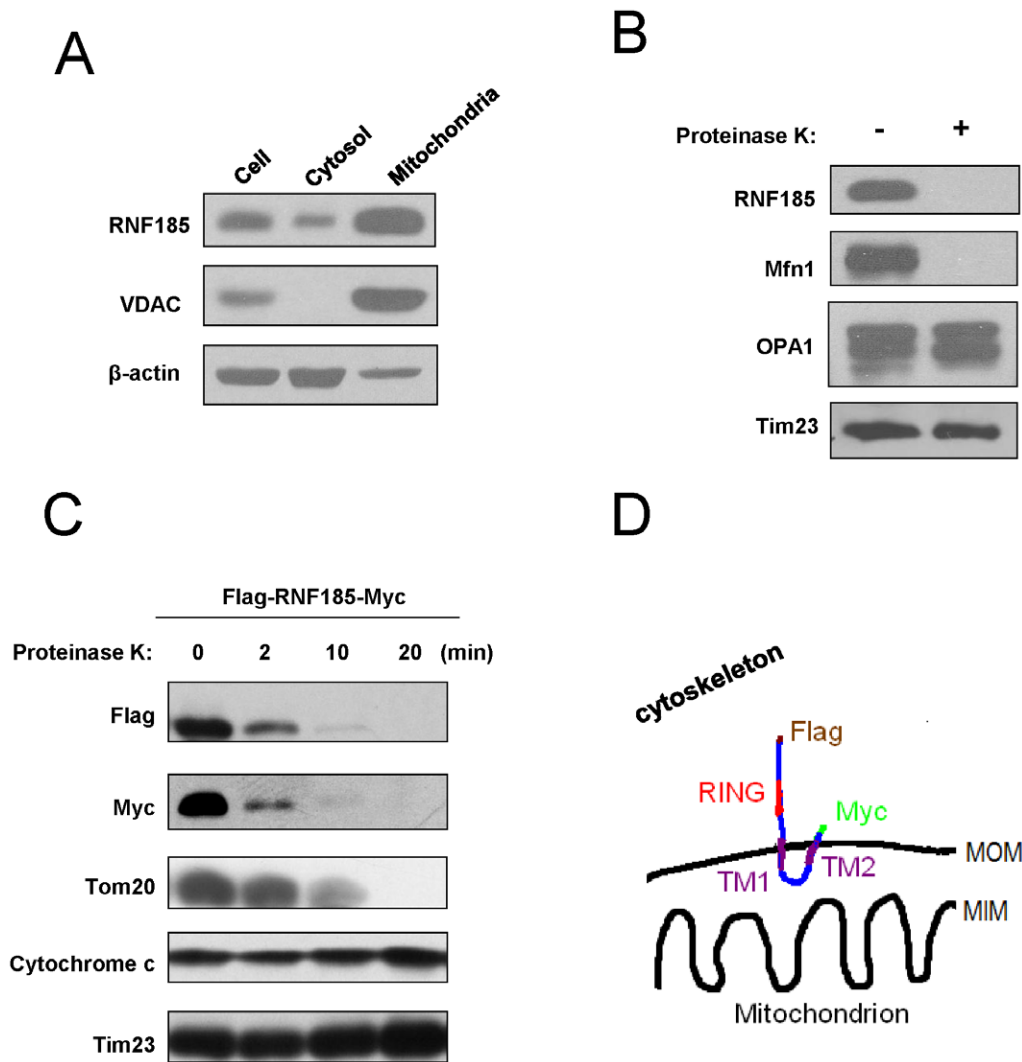 A
Cell Cytosol Mitochondria
RNF185
VDAC
β-actin
B
Proteinase K: - +
RNF185
Mfn1
OPA1
Tim23
C
Flag-RNF185-Myc
Proteinase K: 0 2 10 20 (min)
Flag
Myc
Tom20
Cytochrome c
Tim23
D
cytoskeleton
Flag
RING
Myc
MOM
TM1 TM2
MIM
Mitochondrion